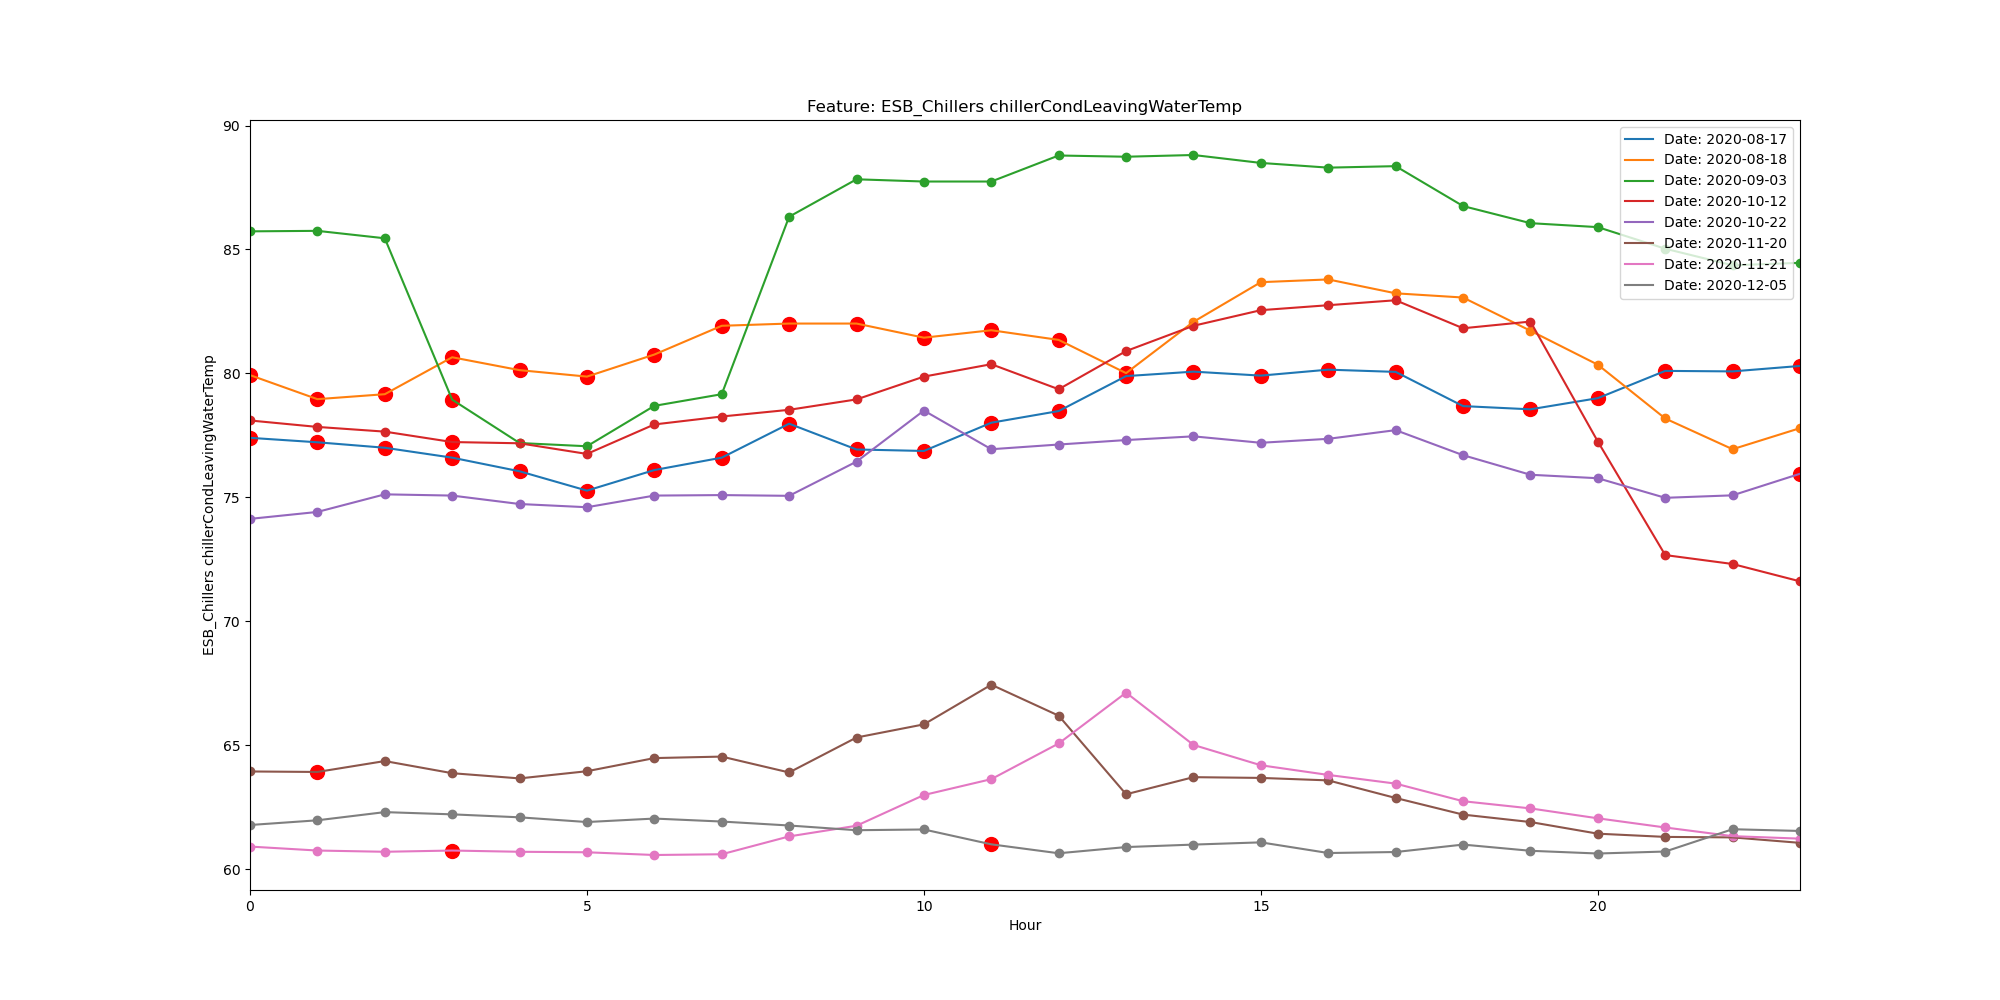 Feature: ESB_Chillers chillerCondLeavingWaterTemp
ESB_Chillers chillerCondLeavingWaterTemp
90
85
80
75
70
65
60
Date: 2020-08-17
Date: 2020-08-18
Date: 2020-09-03
Date: 2020-10-12
Date: 2020-10-22
Date: 2020-11-20
Date: 2020-11-21
Date: 2020-12-05
0 5 10 15 20
Hour